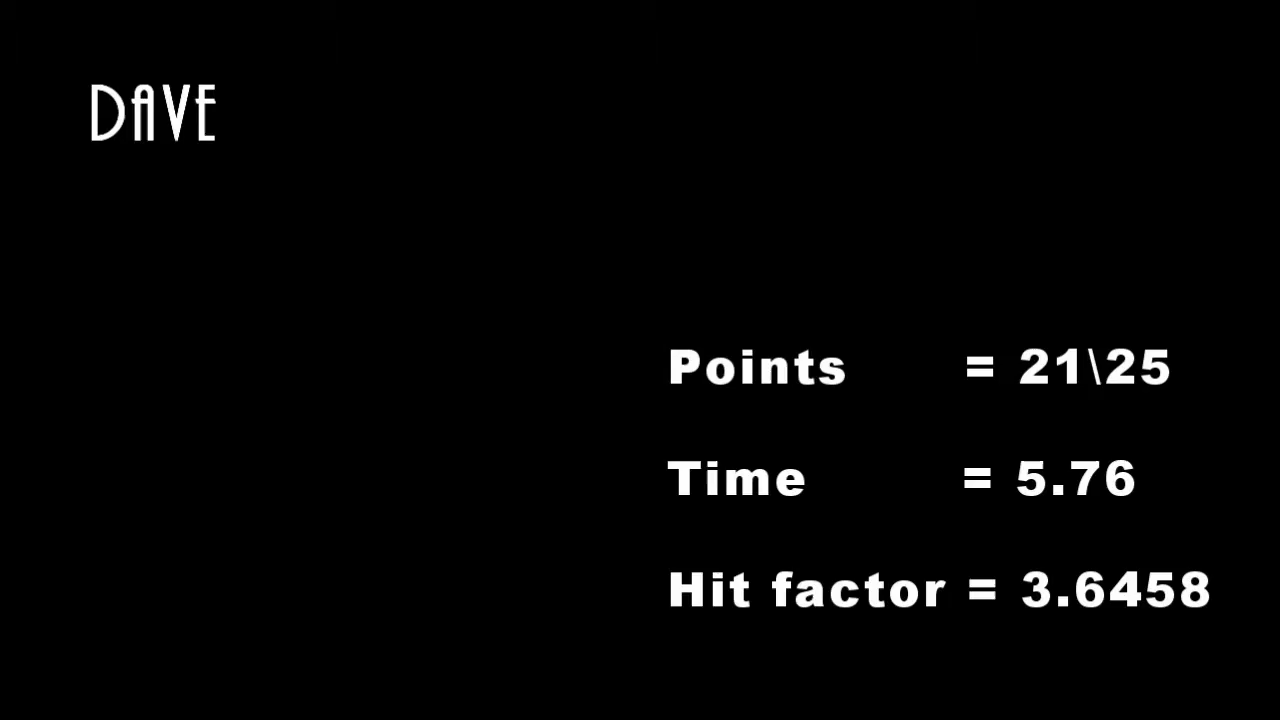 DAVE
Points = 21\25
Time = 5.76
Hit factor = 3.6458